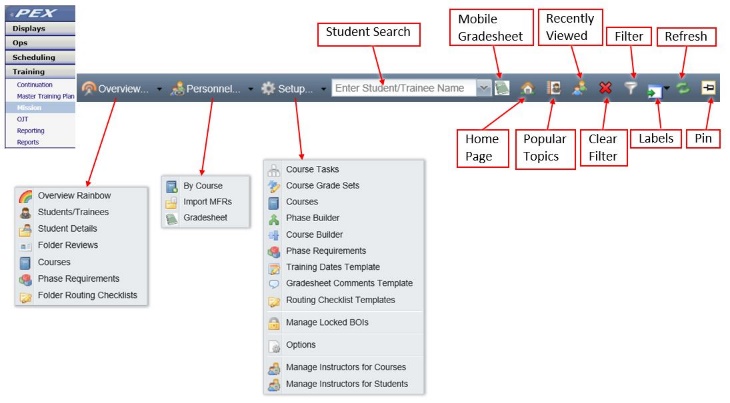 PEX
Displays
Ops
Scheduling
Training
Continuation
Master Training Plan
Mission
OJT
Reporting
Reports
Student Search
Mobile
Gradesheet
Recently
Viewed
Filter
Refresh
Overview...
Personnel...
Setup...
Enter Student/Trainee Name
Home
Page
Popular
Topics
Clear
Filter
Labels
Pin
Overview Rainbow
Students/Trainees
Student Details
Folder Reviews
Courses
Phase Requirements
Folder Routing Checklists
By Course
Import MFRs
Gradesheet
Course Tasks
Course Grade Sets
Courses
Phase Builder
Course Builder
Phase Requirements
Training Dates Template
Gradesheet Comments Template
Routing Checklist Templates
Manage Locked BOIs
Options
Manage Instructors for Courses
Manage Instructors for Students